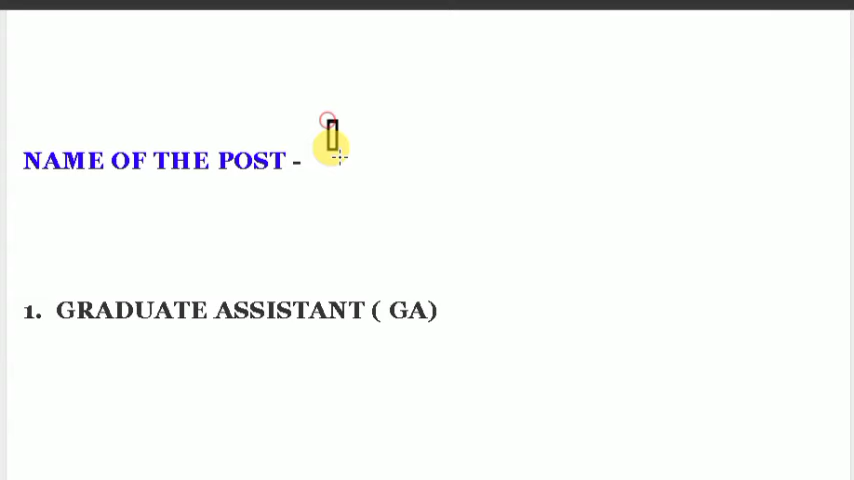 NAME OF THE POST -
1. GRADUATE ASSISTANT ( GA)